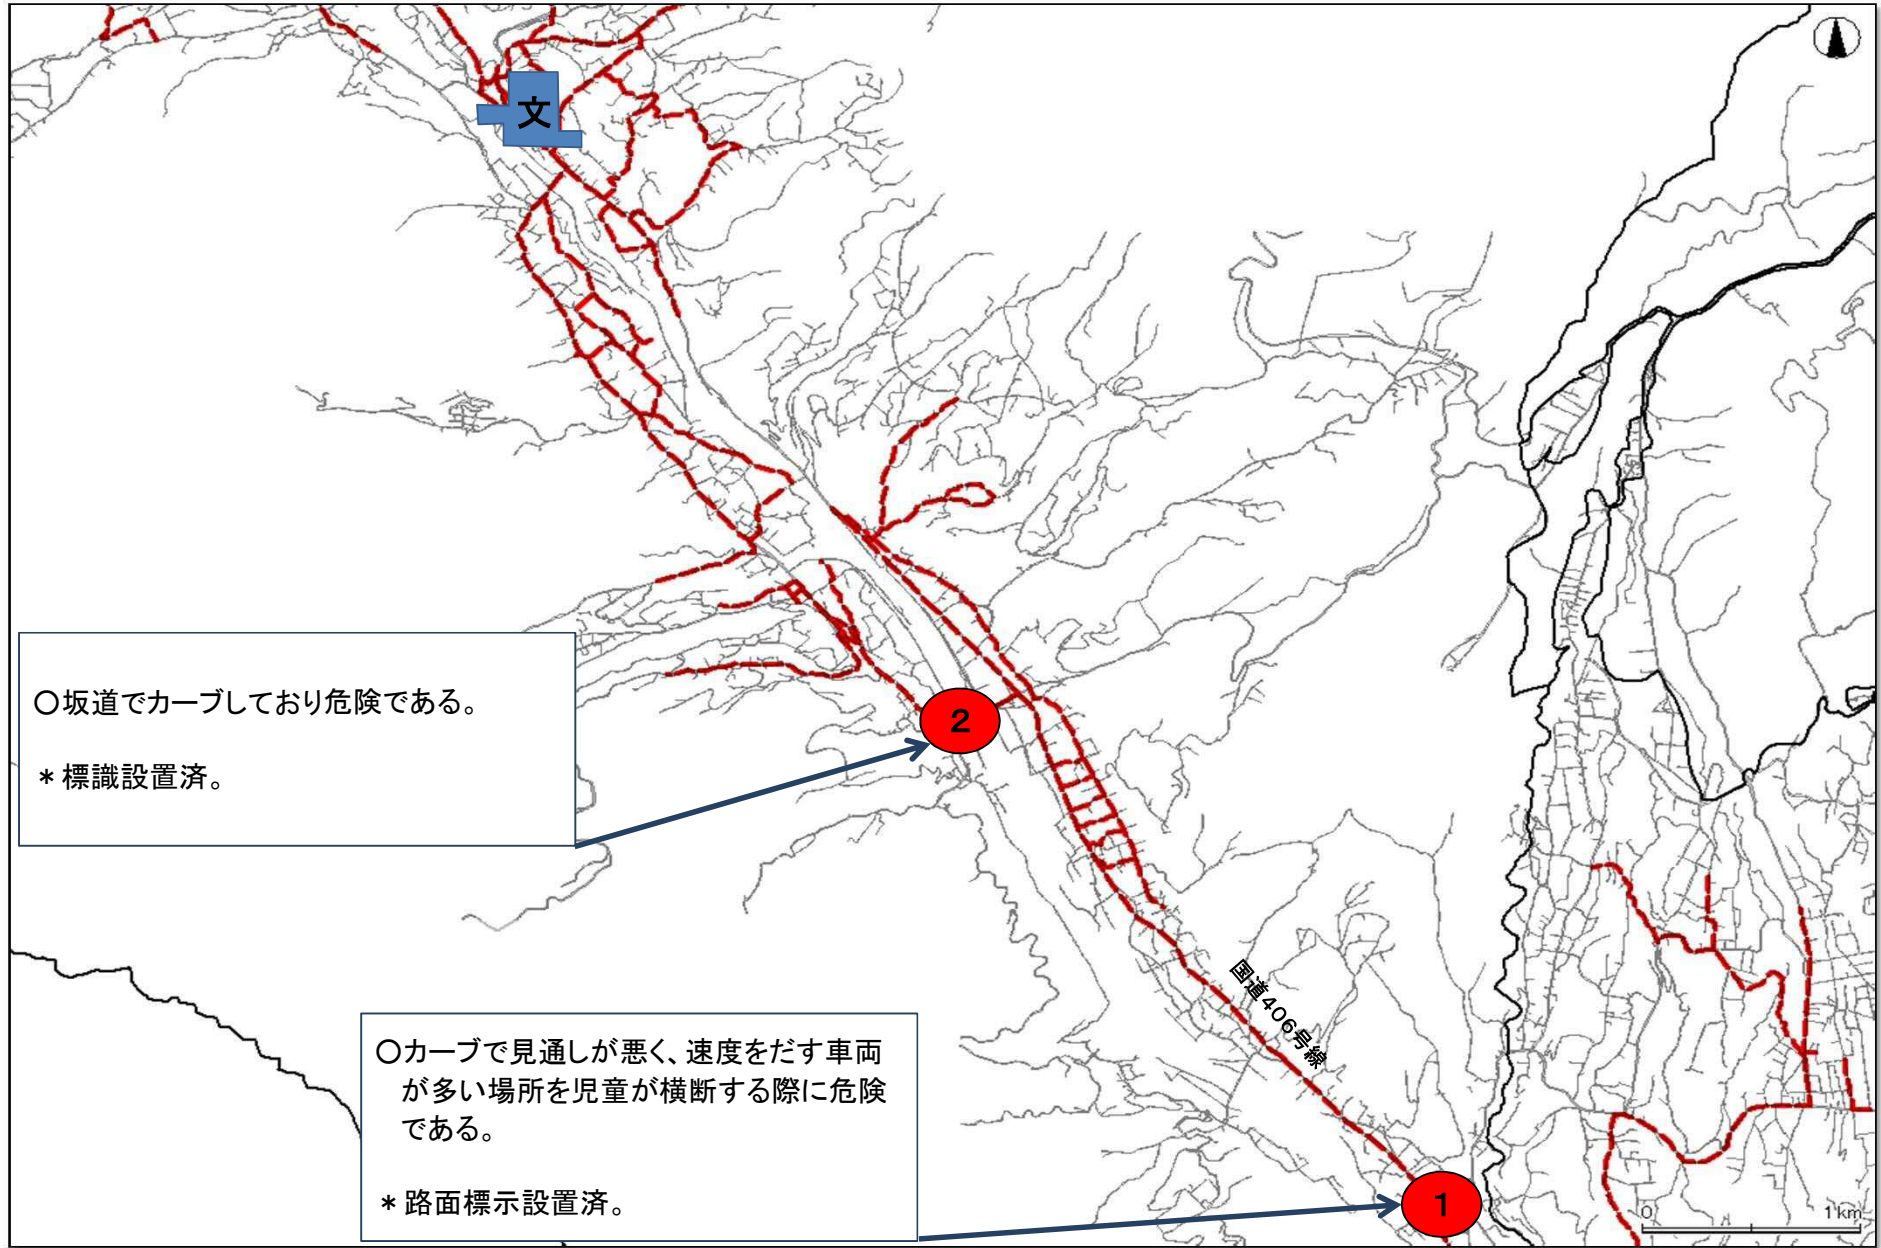 文
〇坂道でカーブしており危険である。
＊標識設置済。
2
国道406号線
〇カーブで見通しが悪く、速度をだす車両
が多い場所を児童が横断する際に危険
である。
＊路面標示設置済。
1
0 1km